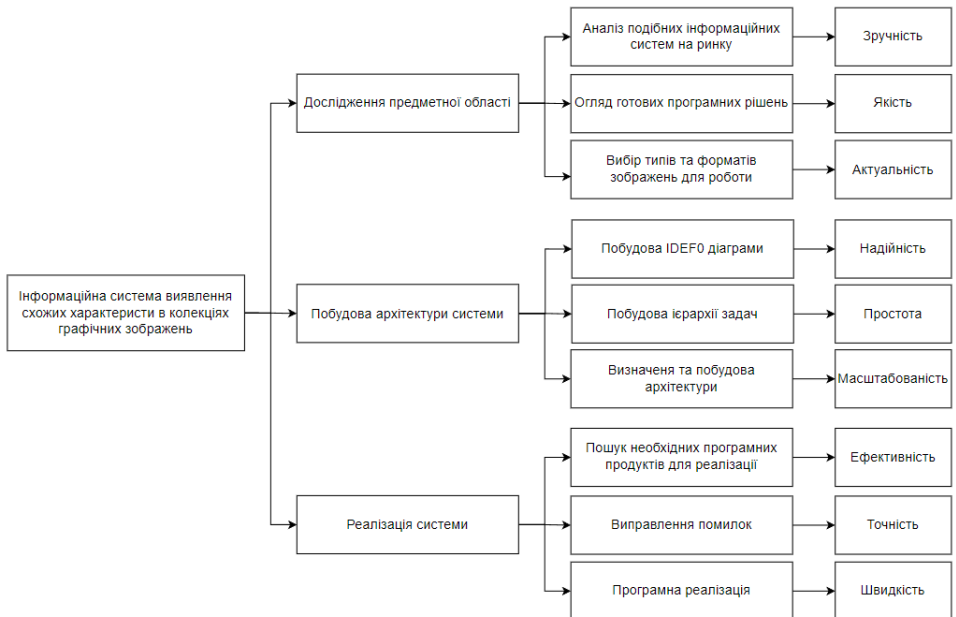 Аналіз подібних інформаційних
систем на ринку
Зручність
Дослідження предметної області
Огляд готових програмних рішень
Якість
Вибір типів та форматів
зображень для роботи
Актуальність
Інформаційна система виявлення
схожих характеристи в колекціях
графічних зображень
Побудова IDEF0 діаграми
Надійність
Побудова архітектури системи
Побудова ієрархії задач
Простота
Визначеня та побудова
архітектури
Масштабованість
Пошук необхідних програмних
продуктів для реалізації
Ефективність
Реалізація системи
Виправлення помилок
Точність
Програмна реалізація
Швидкість